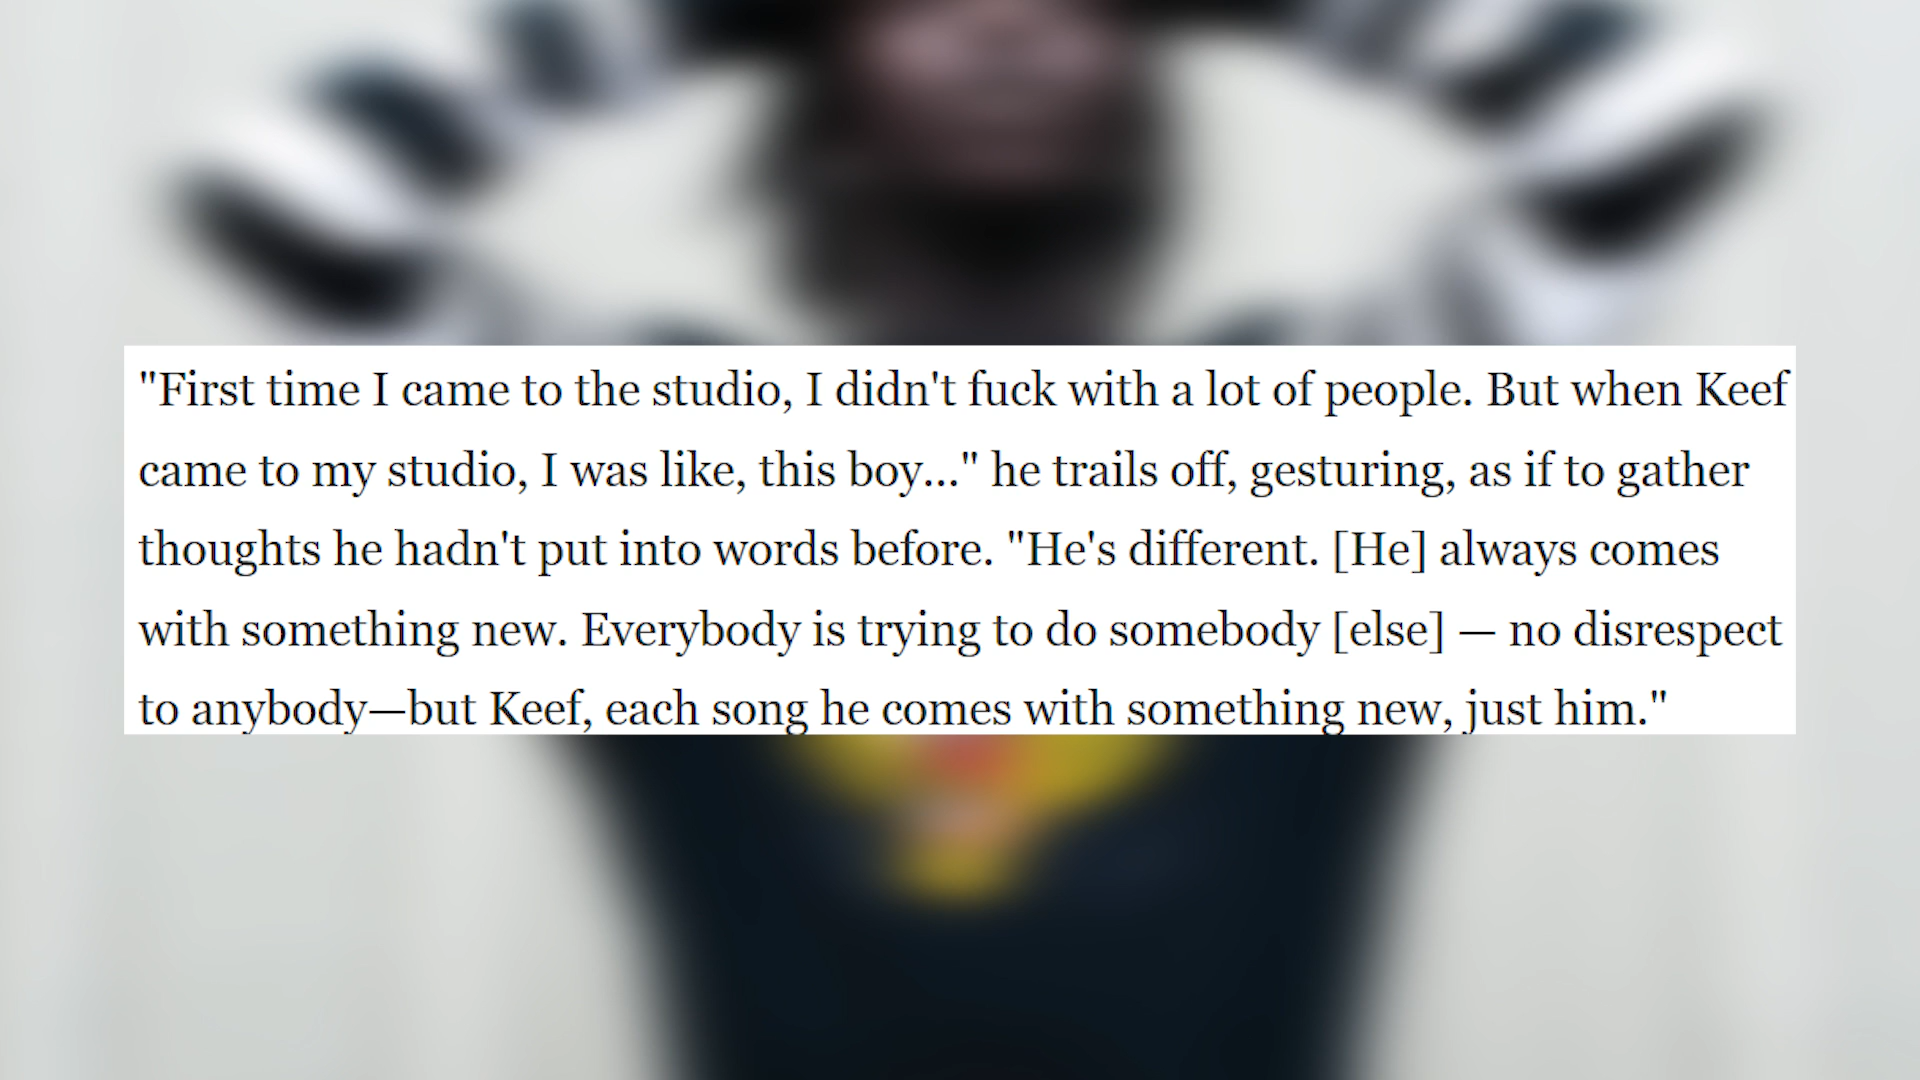 "First time I came to the studio, I didn't fuck with a lot of people. But when Keef
came to my studio, I was like, this boy..." he trails off, gesturing, as if to gather
thoughts he hadn't put into words before. "He's different. [He] always comes
with something new. Everybody is trying to do somebody [else] — no disrespect
to anybody—but Keef, each song he comes with something new, just him."